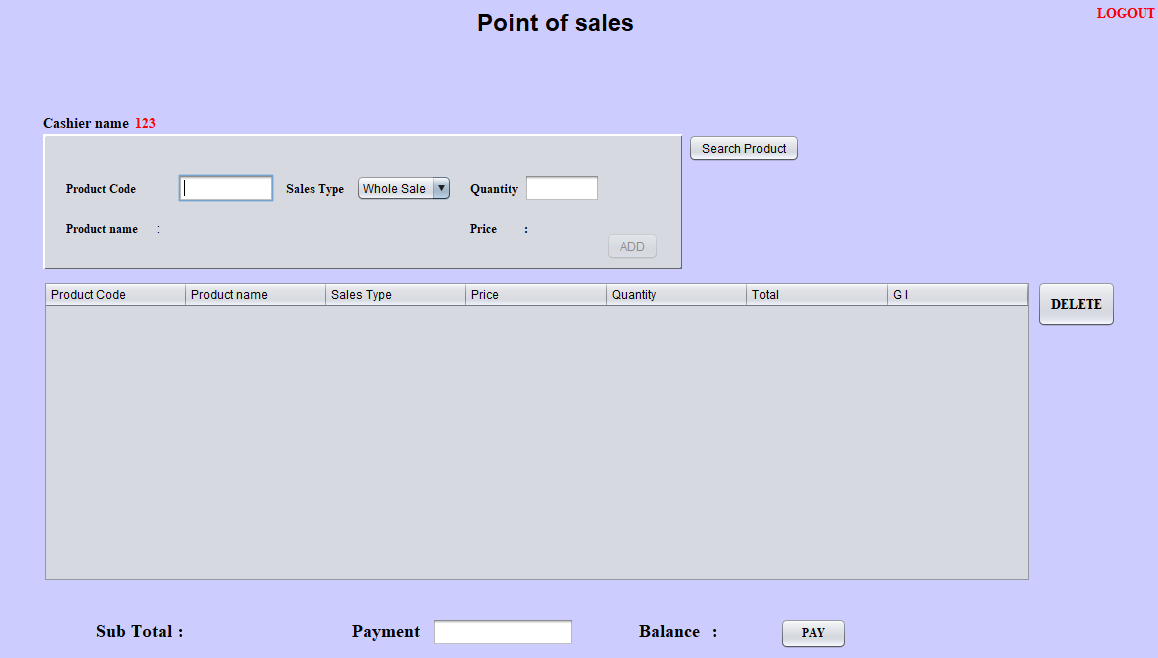 Point of sales
LOGOUT
Cashier name 123
Search Product
Product Code
Sales Type Whole Sale
Quantity
Product name :
Price :
ADD
Product Code Product name Sales Type Price Quantity Total G I
DELETE
Sub Total :
Payment
Balance :
PAY